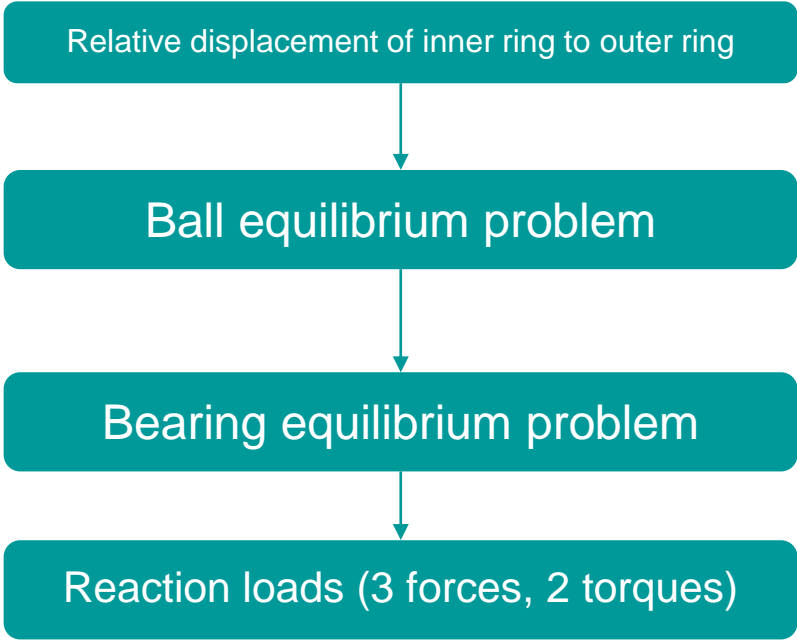 Relative displacement of inner ring to outer ring
Ball equilibrium problem
Bearing equilibrium problem
Reaction loads (3 forces, 2 torques)